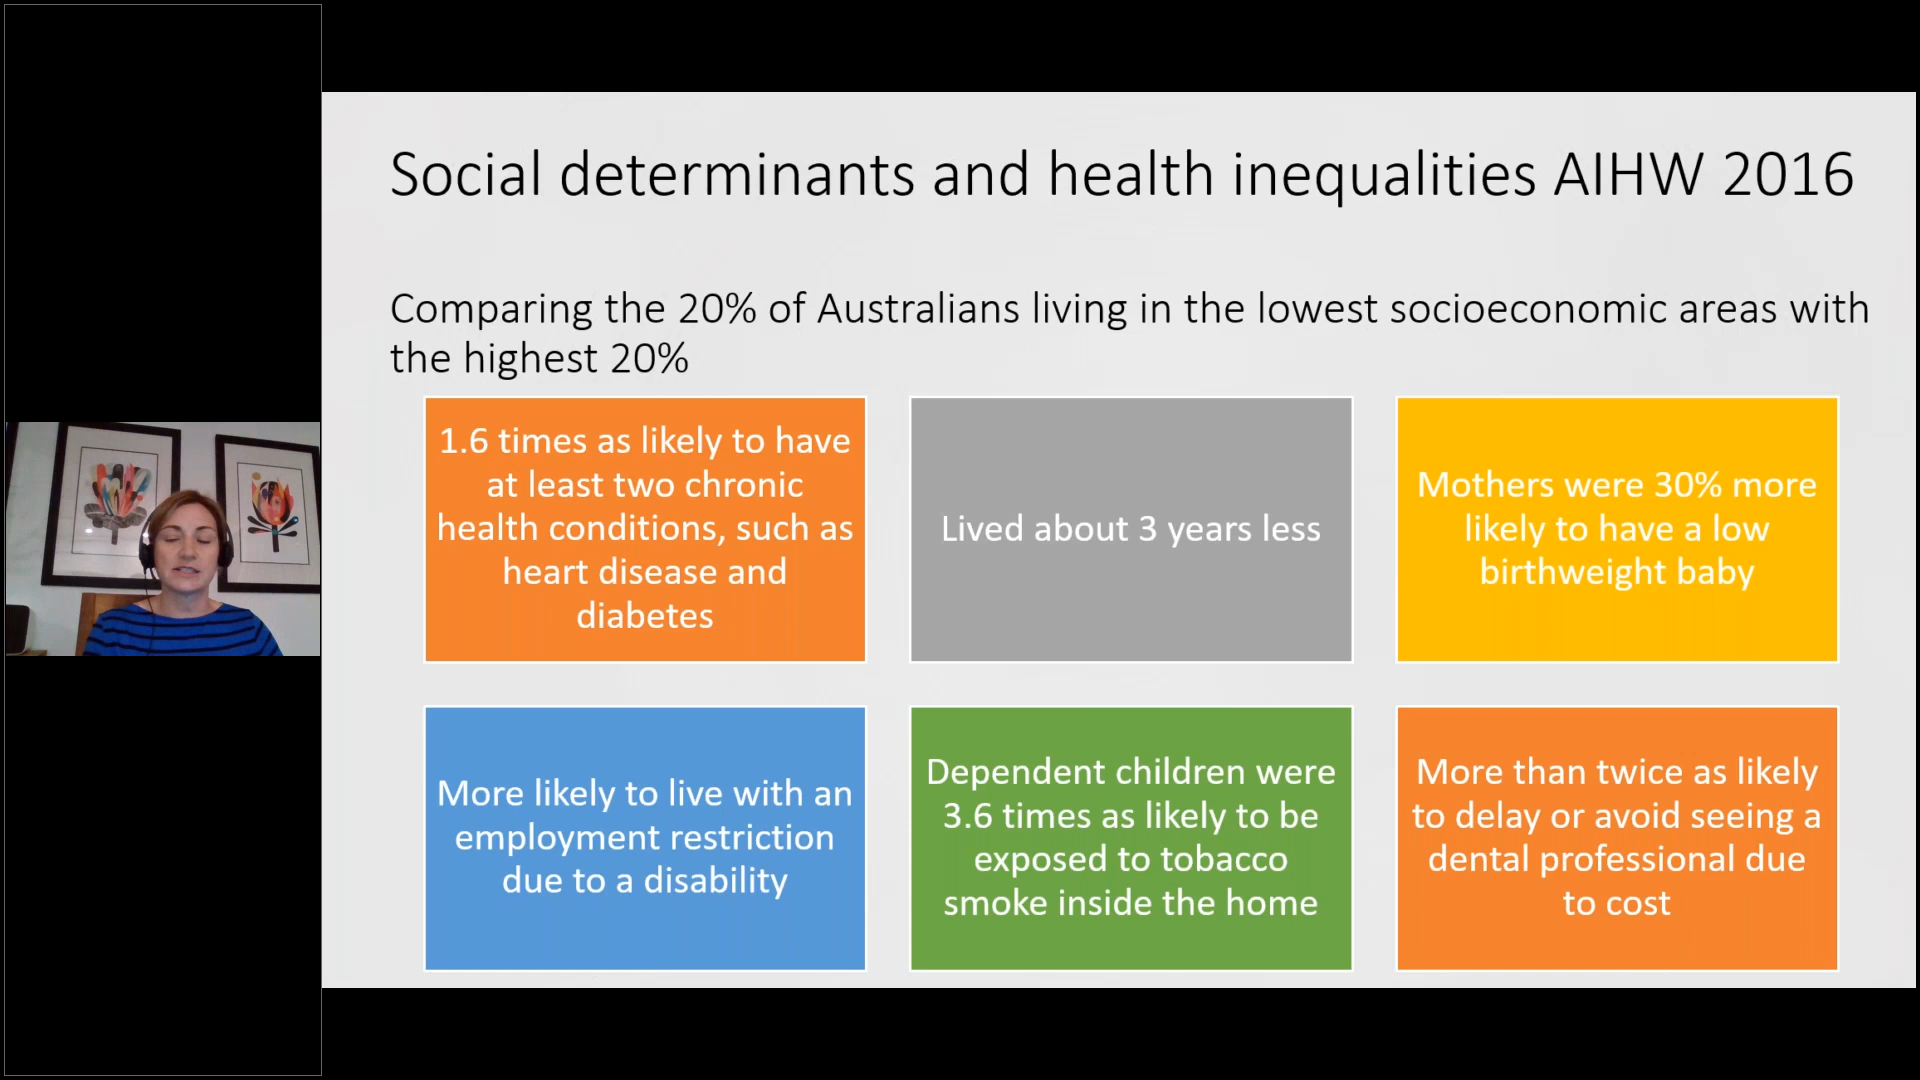 Social determinants and health inequalities AIHW 2016
Comparing the 20% of Australians living in the lowest socioeconomic areas with
the highest 20%
1.6 times as likely to have
at least two chronic
health conditions, such as
heart disease and
diabetes
Lived about 3 years less
Mothers were 30% more
likely to have a low
birthweight baby
More likely to live with an
employment restriction
due to a disability
Dependent children were
3.6 times as likely to be
exposed to tobacco
smoke inside the home
More than twice as likely
to delay or avoid seeing a
dental professional due
to cost